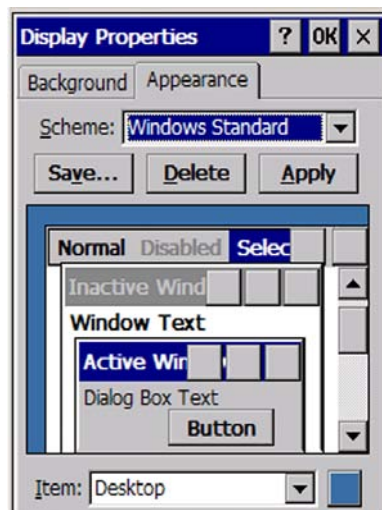 Display Properties ? OK ×
Background Appearance
Scheme: Windows Standard
Save... Delete Apply
Normal Disabled Selec
Inactive Wind
Window Text
Active Win
Dialog Box Text
Button
Item: Desktop